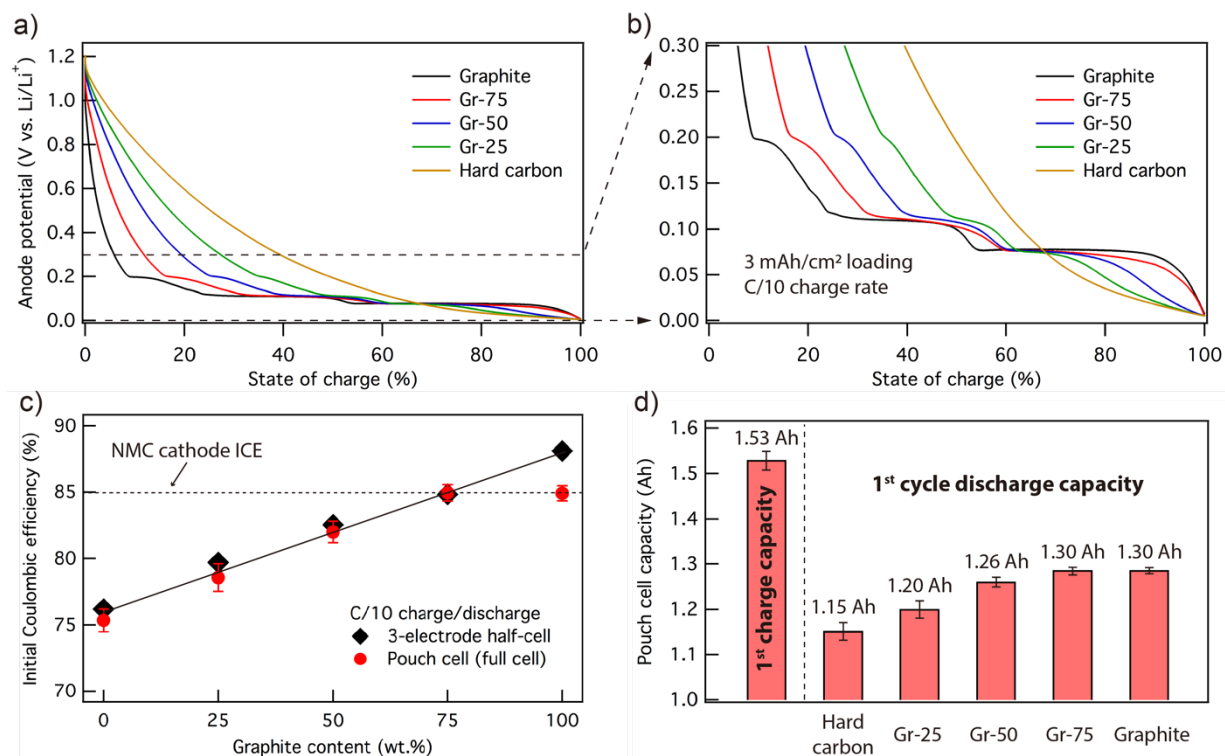 a)
1.2
1.0
0.8
0.6
0.4
0.2
0.0
Anode potential (V vs. Li/Li⁺)
Graphite
Gr-75
Gr-50
Gr-25
Hard carbon
0 20 40 60 80 100
State of charge (%)
b)
0.30
0.25
0.20
0.15
0.10
0.05
0.00
Graphite
Gr-75
Gr-50
Gr-25
Hard carbon
3 mAh/cm² loading
C/10 charge rate
0 20 40 60 80 100
State of charge (%)
c)
90
85
80
75
70
Initial Coulombic efficiency (%)
NMC cathode ICE
C/10 charge/discharge
3-electrode half-cell
Pouch cell (full cell)
0 25 50 75 100
Graphite content (wt.%)
d)
1.6
1.5
1.4
1.3
1.2
1.1
1.0
Pouch cell capacity (Ah)
1.53 Ah
1st charge capacity
1st cycle discharge capacity
1.15 Ah
1.20 Ah
1.26 Ah
1.30 Ah
1.30 Ah
Hard
carbon
Gr-25
Gr-50
Gr-75
Graphite